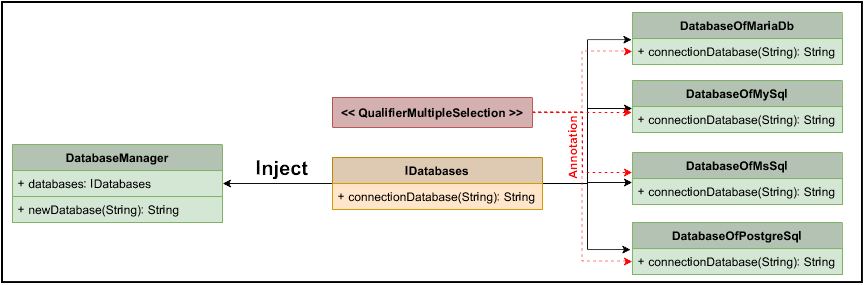 DatabaseManager
+ databases: IDatabases
+ newDatabase(String): String
Inject
<< QualifierMultipleSelection >>
IDatabases
+ connectionDatabase(String): String
Annotation
DatabaseOfMariaDb
+ connectionDatabase(String): String
DatabaseOfMySql
+ connectionDatabase(String): String
DatabaseOfMsSql
+ connectionDatabase(String): String
DatabaseOfPostgreSql
+ connectionDatabase(String): String